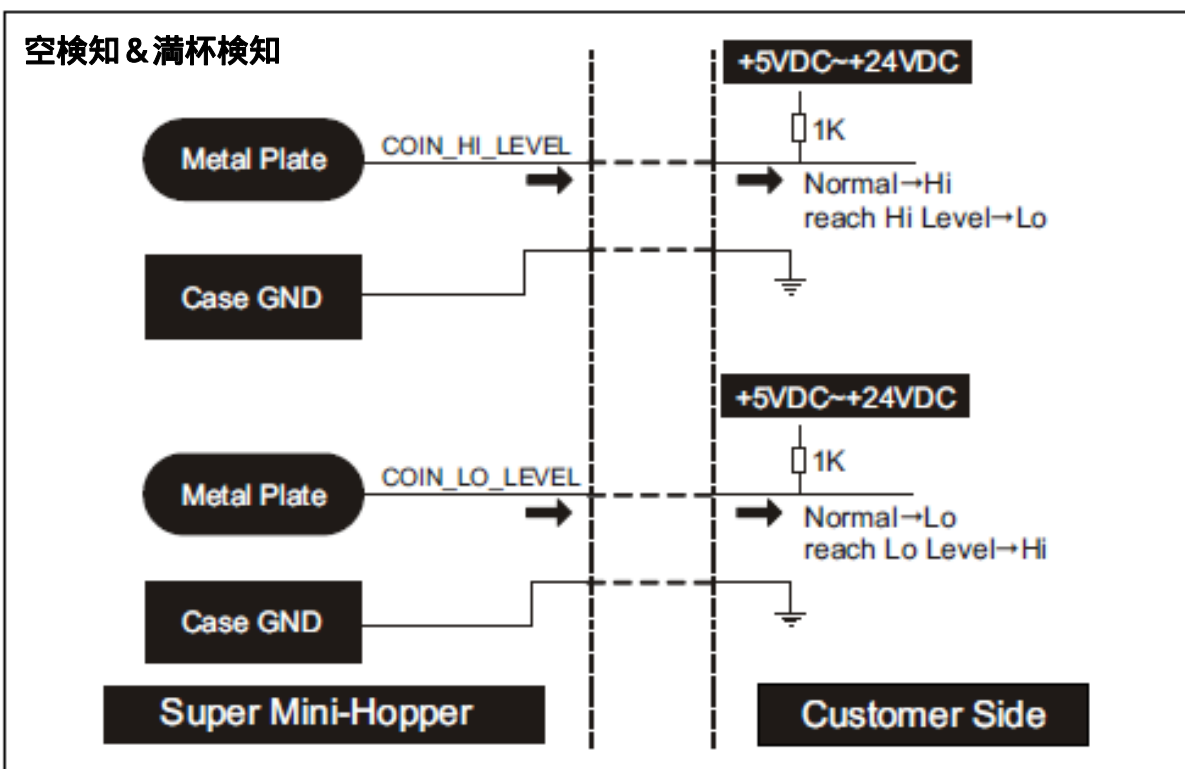 空検知&満杯検知
+5VDC~+24VDC
1K
Metal Plate
COIN_HI_LEVEL
Normal→Hi
reach Hi Level→Lo
Case GND
+5VDC~+24VDC
1K
Metal Plate
COIN_LO_LEVEL
Normal→Lo
reach Lo Level→Hi
Case GND
Super Mini-Hopper
Customer Side